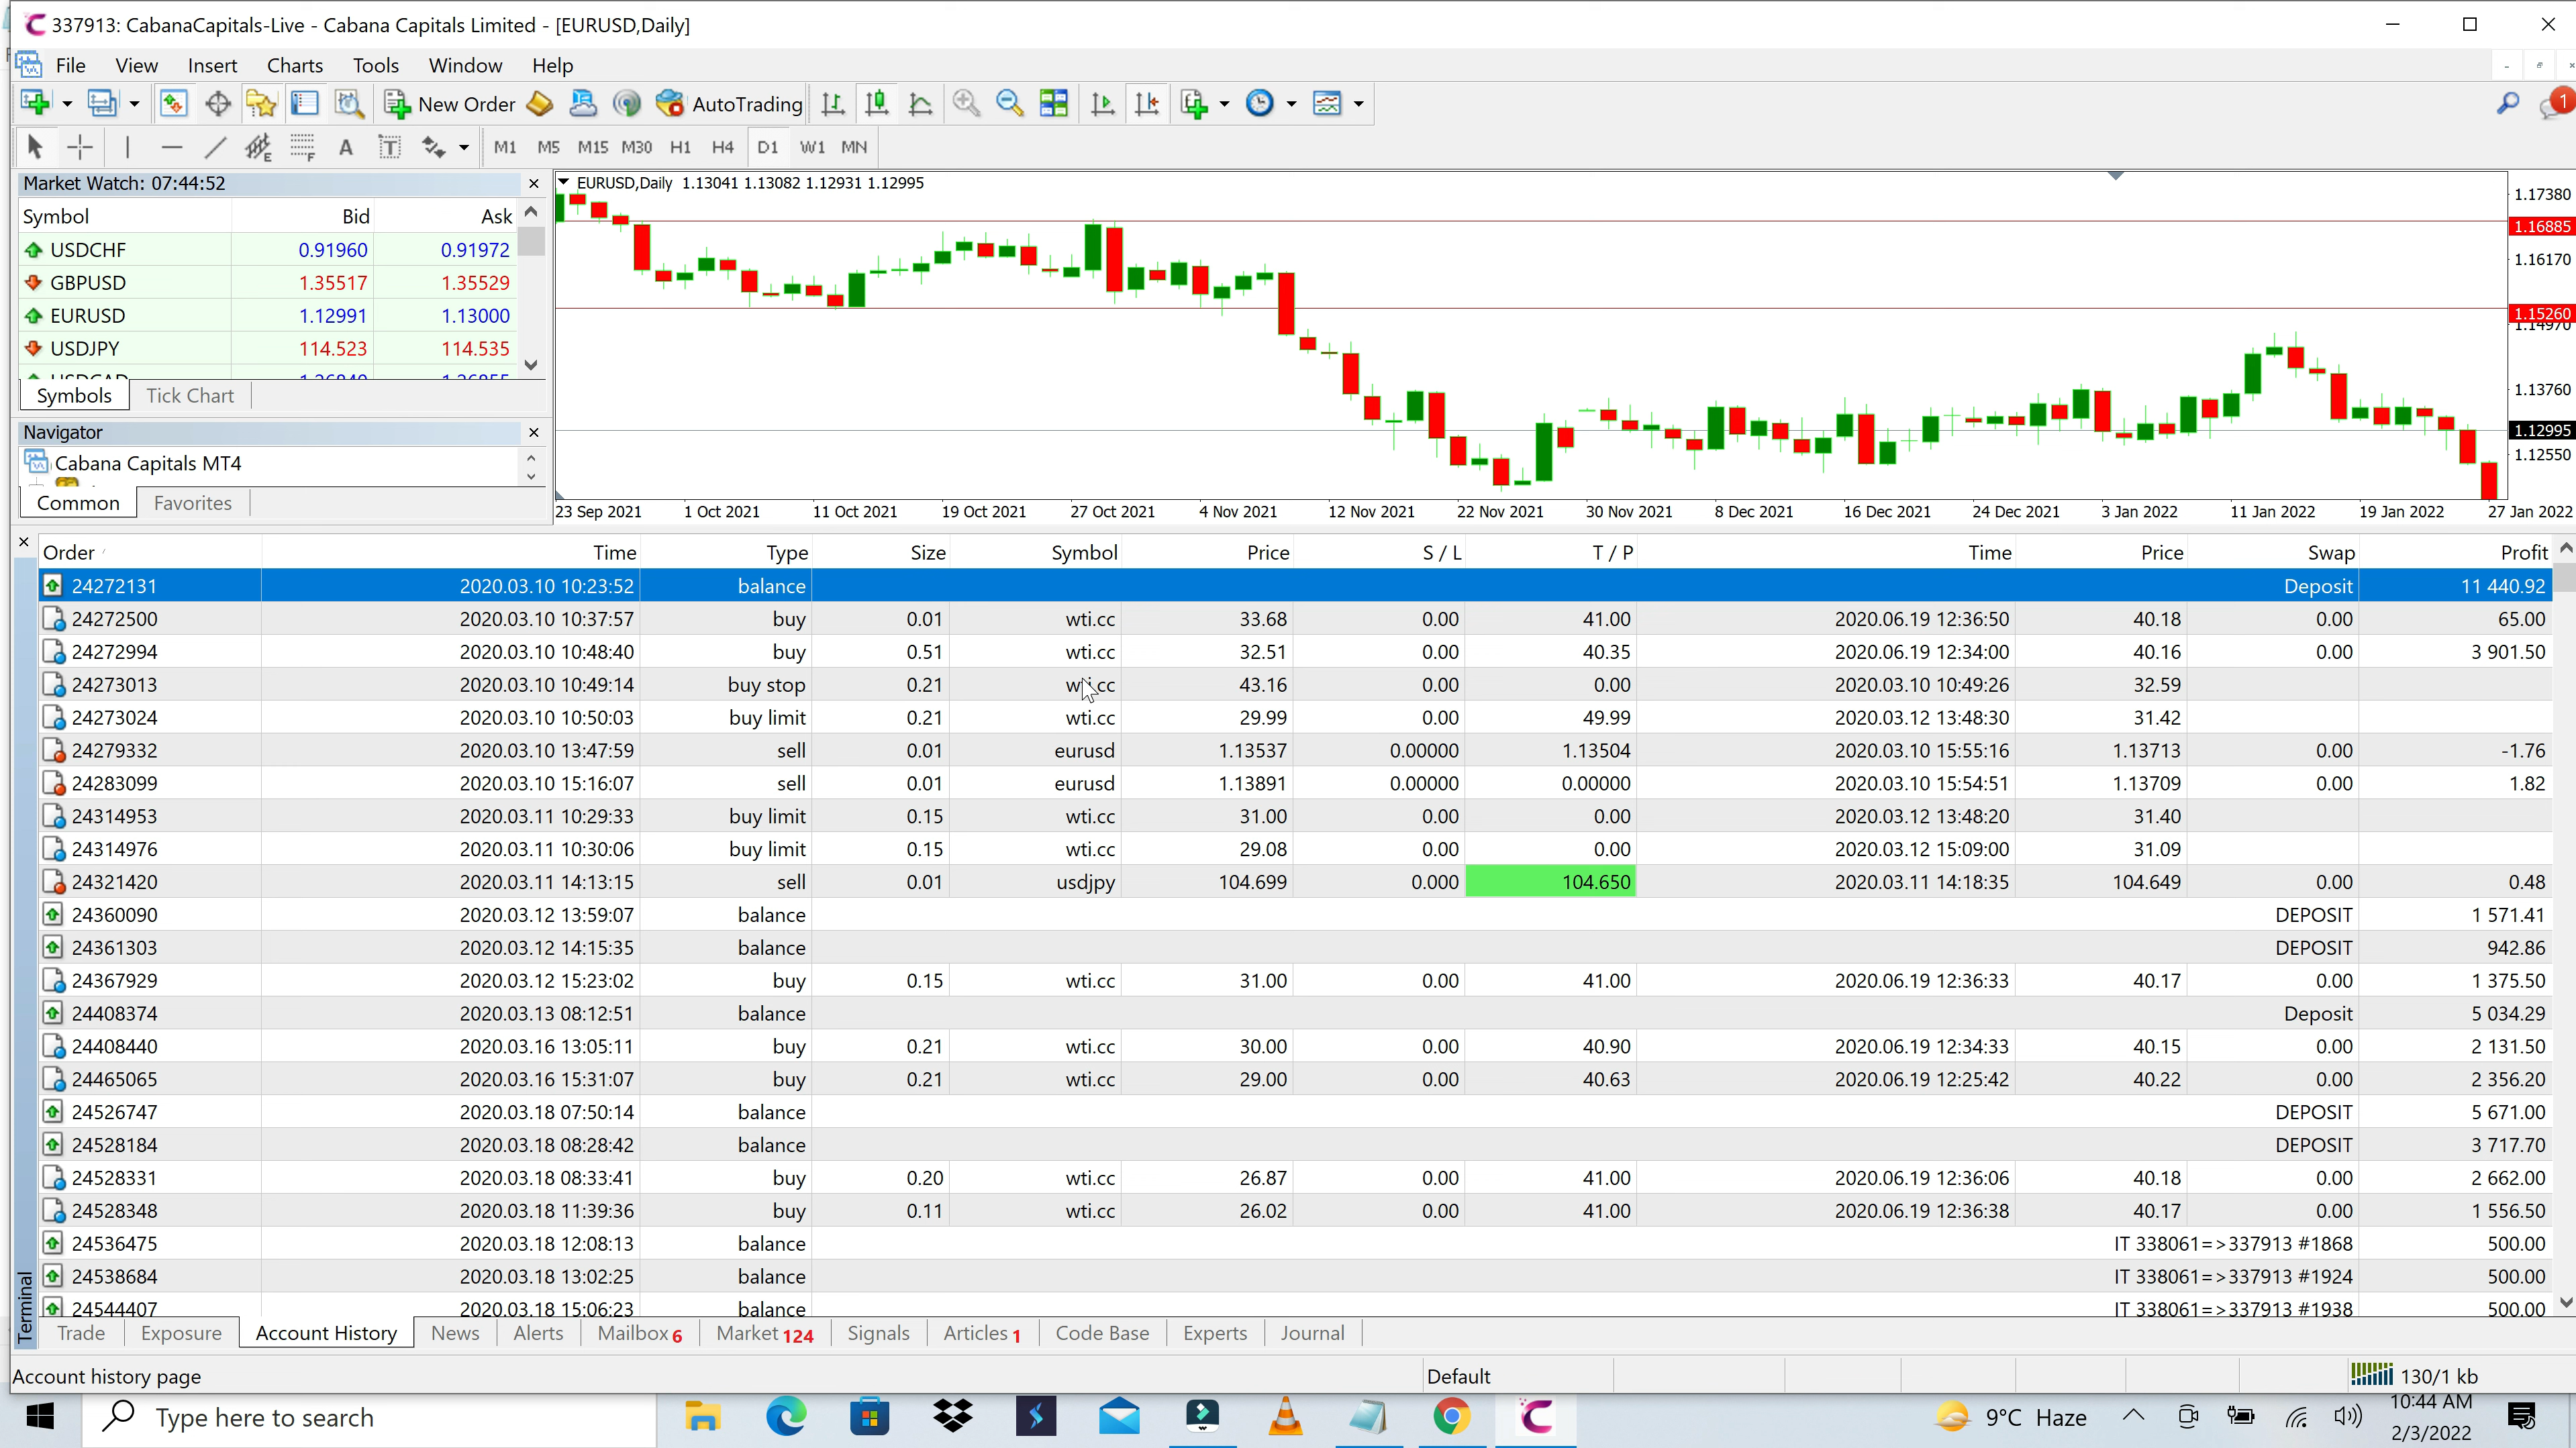 337913: CabanaCapitals-Live - Cabana Capitals Limited - [EURUSD,Daily]
File View Insert Charts Tools Window Help
New Order AutoTrading 1
E F A T M1 M5 M15 M30 H1 H4 D1 W1 MN
Market Watch: 07:44:52
Symbol Bid Ask
USDCHF 0.91960 0.91972
GBPUSD 1.35517 1.35529
EURUSD 1.12991 1.13000
USDJPY 114.523 114.535
USDCAD 1.26840 1.26855
Symbols Tick Chart
Navigator
Cabana Capitals MT4
Common Favorites
EURUSD,Daily 1.13041 1.13082 1.12931 1.12995
1.17380
1.16885
1.16170
1.15260
1.14970
1.13760
1.12995
1.12550
23 Sep 2021 1 Oct 2021 11 Oct 2021 19 Oct 2021 27 Oct 2021 4 Nov 2021 12 Nov 2021 22 Nov 2021 30 Nov 2021 8 Dec 2021 16 Dec 2021 24 Dec 2021 3 Jan 2022 11 Jan 2022 19 Jan 2022 27 Jan 2022
Order Time Type Size Symbol Price S / L T / P Time Price Swap Profit
24272131 2020.03.10 10:23:52 balance Deposit 11 440.92
24272500 2020.03.10 10:37:57 buy 0.01 wti.cc 33.68 0.00 41.00 2020.06.19 12:36:50 40.18 0.00 65.00
24272994 2020.03.10 10:48:40 buy 0.51 wti.cc 32.51 0.00 40.35 2020.06.19 12:34:00 40.16 0.00 3 901.50
24273013 2020.03.10 10:49:14 buy stop 0.21 wti.cc 43.16 0.00 0.00 2020.03.10 10:49:26 32.59
24273024 2020.03.10 10:50:03 buy limit 0.21 wti.cc 29.99 0.00 49.99 2020.03.12 13:48:30 31.42
24279332 2020.03.10 13:47:59 sell 0.01 eurusd 1.13537 0.00000 1.13504 2020.03.10 15:55:16 1.13713 0.00 -1.76
24283099 2020.03.10 15:16:07 sell 0.01 eurusd 1.13891 0.00000 0.00000 2020.03.10 15:54:51 1.13709 0.00 1.82
24314953 2020.03.11 10:29:33 buy limit 0.15 wti.cc 31.00 0.00 0.00 2020.03.12 13:48:20 31.40
24314976 2020.03.11 10:30:06 buy limit 0.15 wti.cc 29.08 0.00 0.00 2020.03.12 15:09:00 31.09
24321420 2020.03.11 14:13:15 sell 0.01 usdjpy 104.699 0.000 104.650 2020.03.11 14:18:35 104.649 0.00 0.48
24360090 2020.03.12 13:59:07 balance DEPOSIT 1 571.41
24361303 2020.03.12 14:15:35 balance DEPOSIT 942.86
24367929 2020.03.12 15:23:02 buy 0.15 wti.cc 31.00 0.00 41.00 2020.06.19 12:36:33 40.17 0.00 1 375.50
24408374 2020.03.13 08:12:51 balance Deposit 5 034.29
24408440 2020.03.16 13:05:11 buy 0.21 wti.cc 30.00 0.00 40.90 2020.06.19 12:34:33 40.15 0.00 2 131.50
24465065 2020.03.16 15:31:07 buy 0.21 wti.cc 29.00 0.00 40.63 2020.06.19 12:25:42 40.22 0.00 2 356.20
24526747 2020.03.18 07:50:14 balance DEPOSIT 5 671.00
24528184 2020.03.18 08:28:42 balance DEPOSIT 3 717.70
24528331 2020.03.18 08:33:41 buy 0.20 wti.cc 26.87 0.00 41.00 2020.06.19 12:36:06 40.18 0.00 2 662.00
24528348 2020.03.18 11:39:36 buy 0.11 wti.cc 26.02 0.00 41.00 2020.06.19 12:36:38 40.17 0.00 1 556.50
24536475 2020.03.18 12:08:13 balance IT 338061=>337913 #1868 500.00
24538684 2020.03.18 13:02:25 balance IT 338061=>337913 #1924 500.00
24544407 2020.03.18 15:06:23 balance IT 338061=>337913 #1938 500.00
Terminal
Trade Exposure Account History News Alerts Mailbox 6 Market 124 Signals Articles 1 Code Base Experts Journal
Account history page Default 130/1 kb
Type here to search 9°C Haze 10:44 AM
2/3/2022